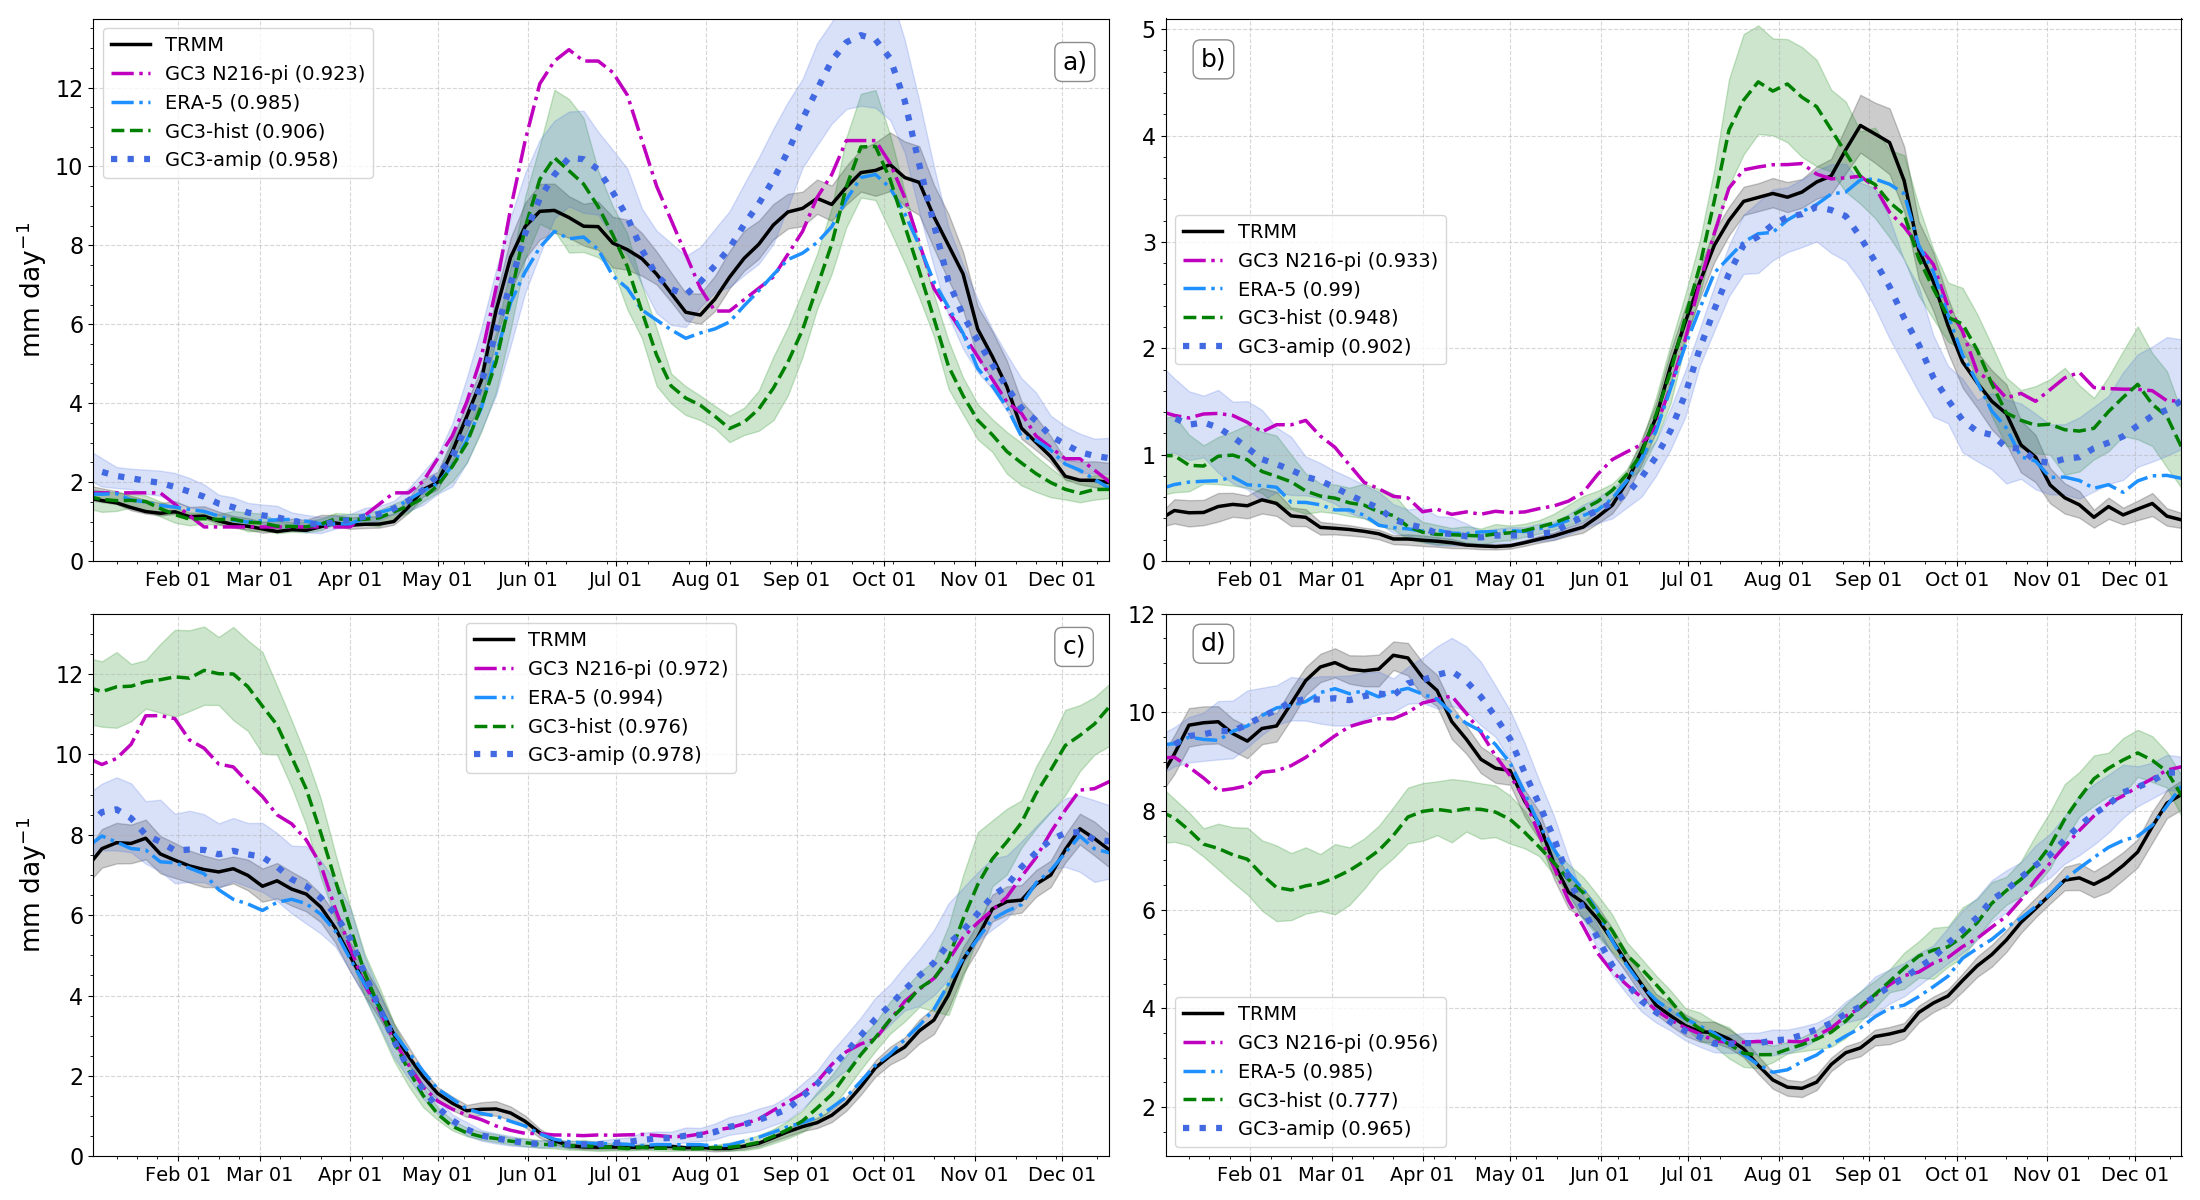 a)
TRMM
GC3 N216-pi (0.923)
ERA-5 (0.985)
GC3-hist (0.906)
GC3-amip (0.958)
mm day⁻¹
12
10
8
6
4
2
0
Feb 01 Mar 01 Apr 01 May 01 Jun 01 Jul 01 Aug 01 Sep 01 Oct 01 Nov 01 Dec 01
b)
TRMM
GC3 N216-pi (0.933)
ERA-5 (0.99)
GC3-hist (0.948)
GC3-amip (0.902)
5
4
3
2
1
0
Feb 01 Mar 01 Apr 01 May 01 Jun 01 Jul 01 Aug 01 Sep 01 Oct 01 Nov 01 Dec 01
c)
TRMM
GC3 N216-pi (0.972)
ERA-5 (0.994)
GC3-hist (0.976)
GC3-amip (0.978)
mm day⁻¹
12
10
8
6
4
2
0
Feb 01 Mar 01 Apr 01 May 01 Jun 01 Jul 01 Aug 01 Sep 01 Oct 01 Nov 01 Dec 01
d)
TRMM
GC3 N216-pi (0.956)
ERA-5 (0.985)
GC3-hist (0.777)
GC3-amip (0.965)
12
10
8
6
4
2
Feb 01 Mar 01 Apr 01 May 01 Jun 01 Jul 01 Aug 01 Sep 01 Oct 01 Nov 01 Dec 01